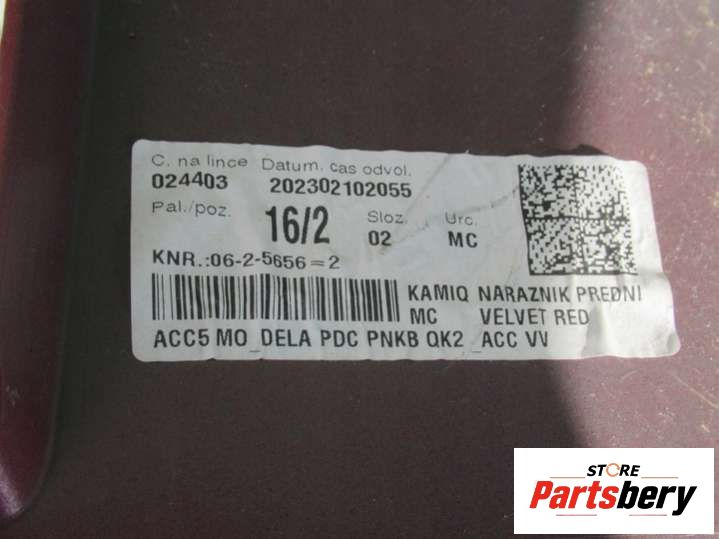 C. na lince Datum. cas odvol.
024403 202302102055
Pal./poz. 16/2 Sloz. 02 Urc. MC
KNR.:06-2-5656=2
KAMIQ NARAZNIK PREDNI
MC VELVET RED
ACC5 MO_DELA PDC PNKB QK2_ACC VV
STORE
Partsbery